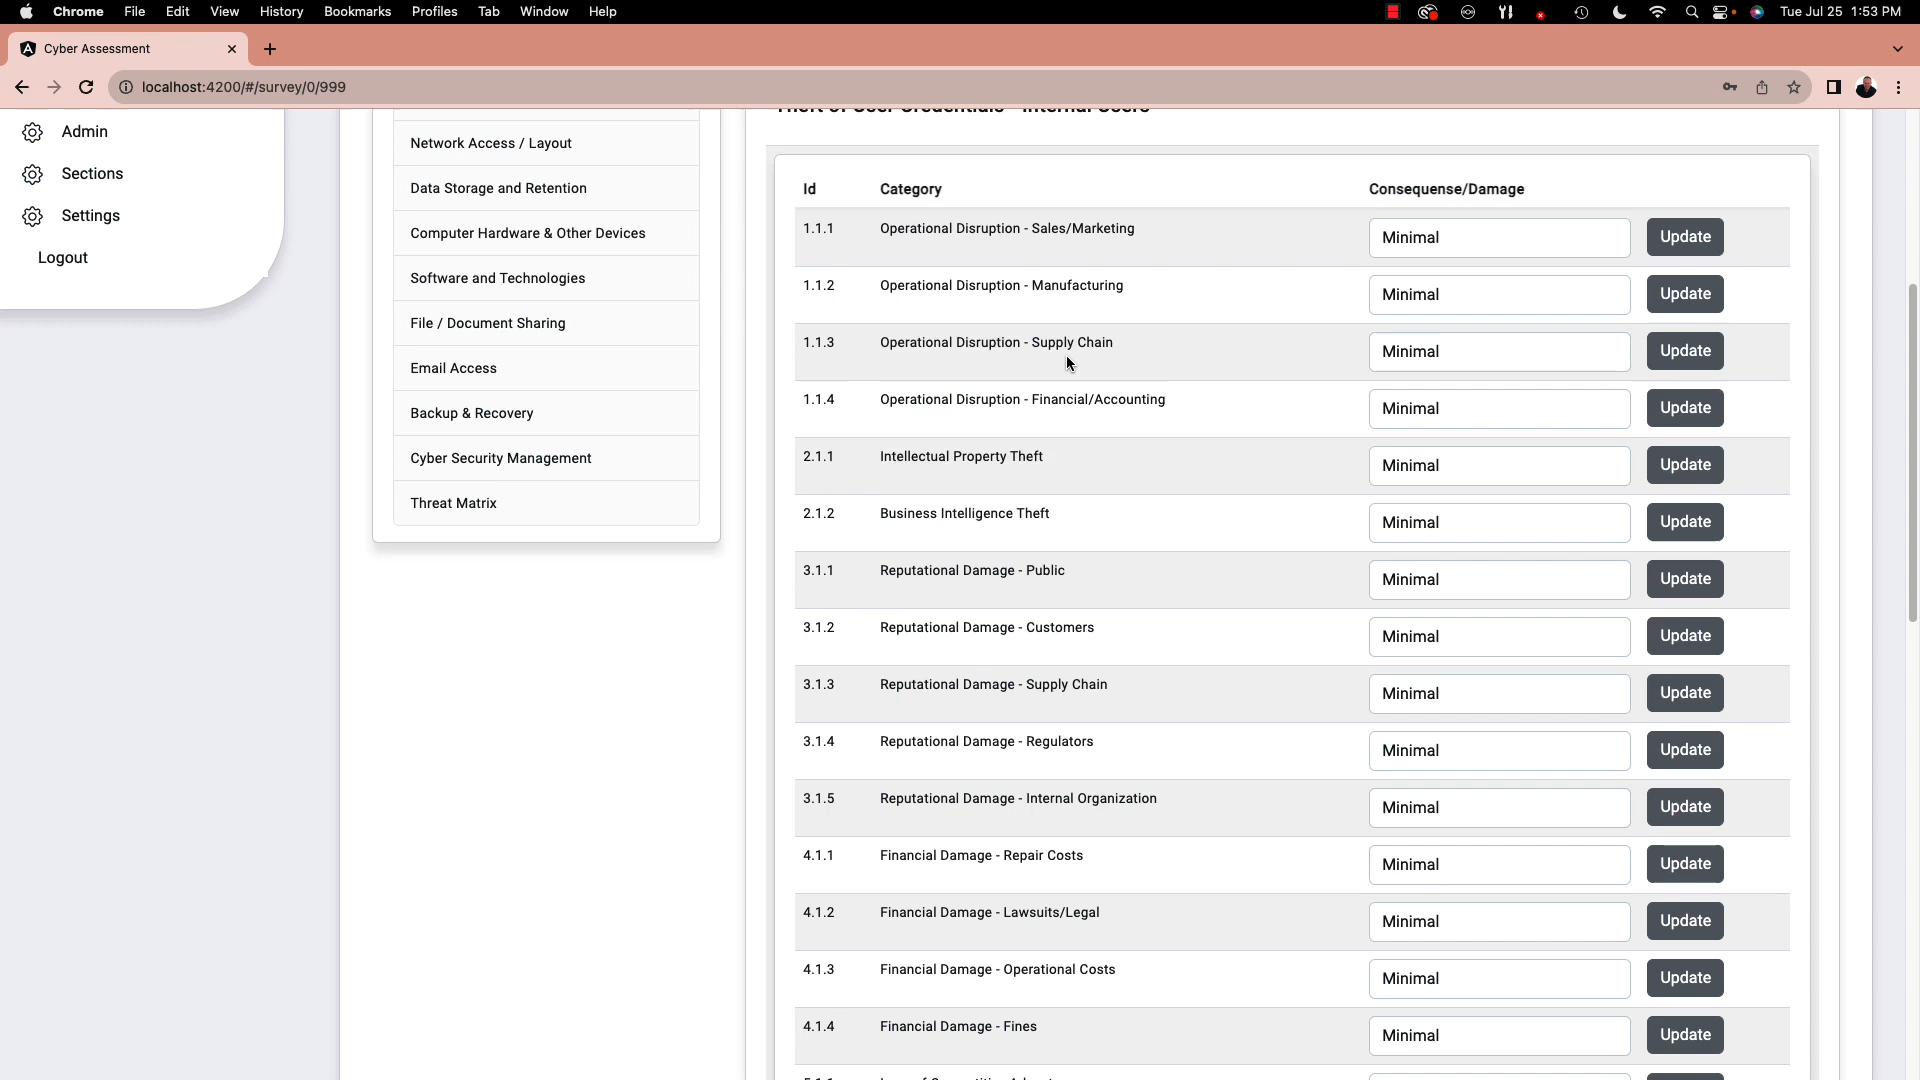 Chrome File Edit View History Bookmarks Profiles Tab Window Help Tue Jul 25 1:53 PM
Cyber Assessment
localhost:4200/#/survey/0/999
Admin
Sections
Settings
Logout
Network Access / Layout
Data Storage and Retention
Computer Hardware & Other Devices
Software and Technologies
File / Document Sharing
Email Access
Backup & Recovery
Cyber Security Management
Threat Matrix
Theft of User Credentials - Internal Users
Id Category Consequense/Damage
1.1.1 Operational Disruption - Sales/Marketing Minimal Update
1.1.2 Operational Disruption - Manufacturing Minimal Update
1.1.3 Operational Disruption - Supply Chain Minimal Update
1.1.4 Operational Disruption - Financial/Accounting Minimal Update
2.1.1 Intellectual Property Theft Minimal Update
2.1.2 Business Intelligence Theft Minimal Update
3.1.1 Reputational Damage - Public Minimal Update
3.1.2 Reputational Damage - Customers Minimal Update
3.1.3 Reputational Damage - Supply Chain Minimal Update
3.1.4 Reputational Damage - Regulators Minimal Update
3.1.5 Reputational Damage - Internal Organization Minimal Update
4.1.1 Financial Damage - Repair Costs Minimal Update
4.1.2 Financial Damage - Lawsuits/Legal Minimal Update
4.1.3 Financial Damage - Operational Costs Minimal Update
4.1.4 Financial Damage - Fines Minimal Update